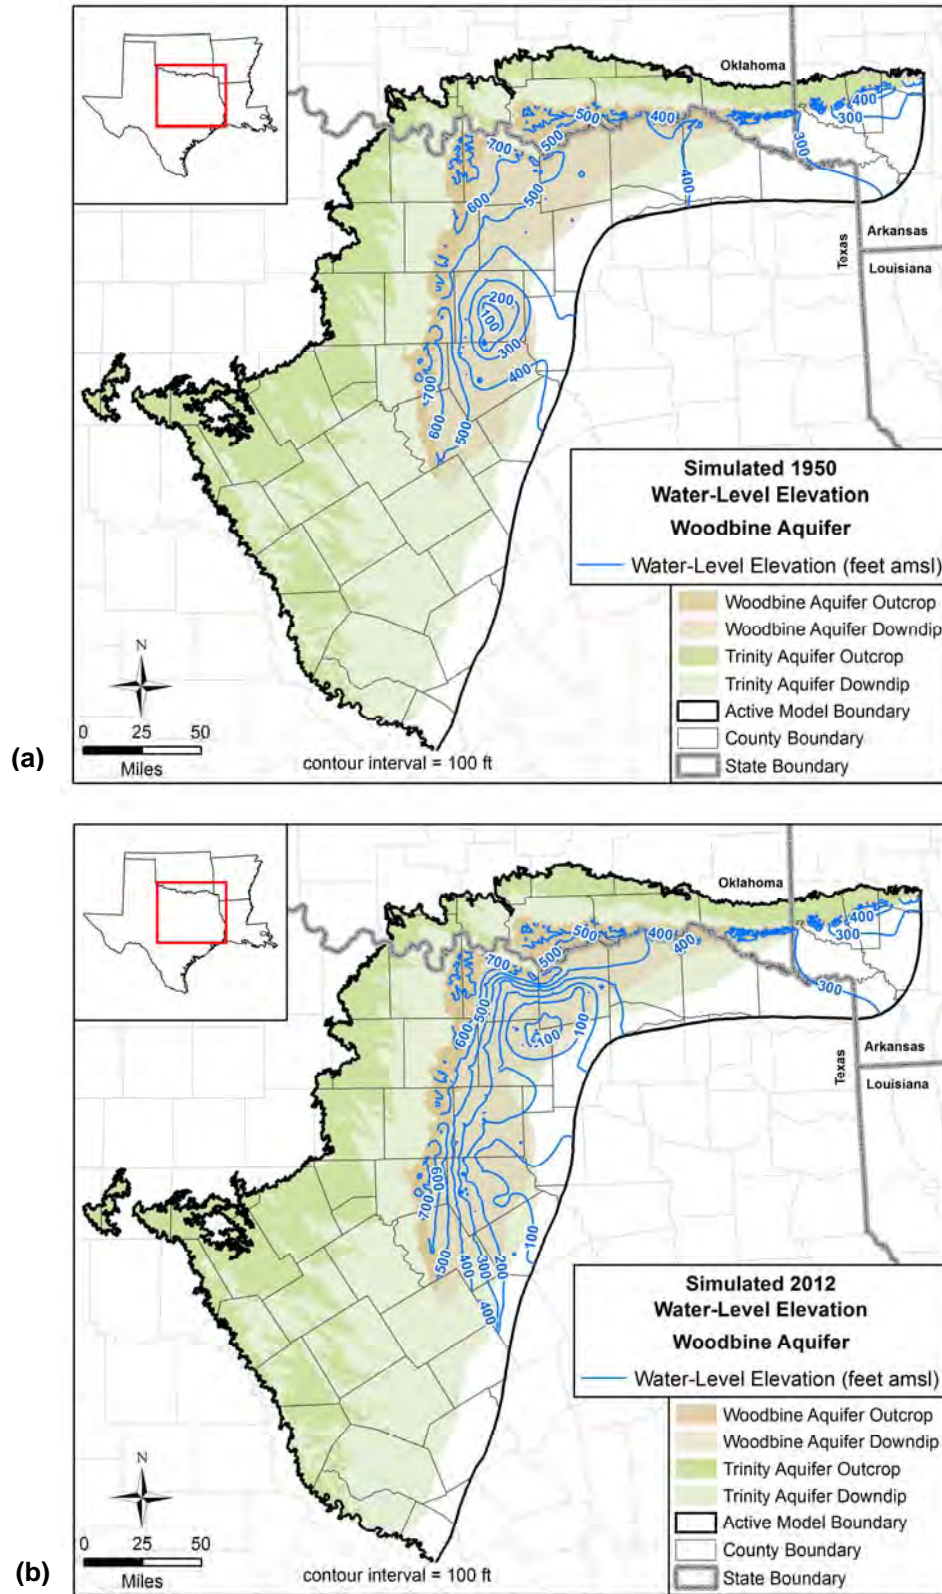 Oklahoma
Arkansas
Texas
Louisiana
700
500
500
400
400
300
400
300
600
500
200
100
300
400
700
600
500
Simulated 1950
Water-Level Elevation
Woodbine Aquifer
Water-Level Elevation (feet amsl)
Woodbine Aquifer Outcrop
Woodbine Aquifer Downdip
Trinity Aquifer Outcrop
Trinity Aquifer Downdip
Active Model Boundary
County Boundary
State Boundary
N
0 25 50
Miles
contour interval = 100 ft
(a)
Oklahoma
Arkansas
Texas
Louisiana
700
500
500
400
400
400
300
300
600
500
-100
100
600
700
500
400
300
200
100
400
Simulated 2012
Water-Level Elevation
Woodbine Aquifer
Water-Level Elevation (feet amsl)
Woodbine Aquifer Outcrop
Woodbine Aquifer Downdip
Trinity Aquifer Outcrop
Trinity Aquifer Downdip
Active Model Boundary
County Boundary
State Boundary
N
0 25 50
Miles
contour interval = 100 ft
(b)